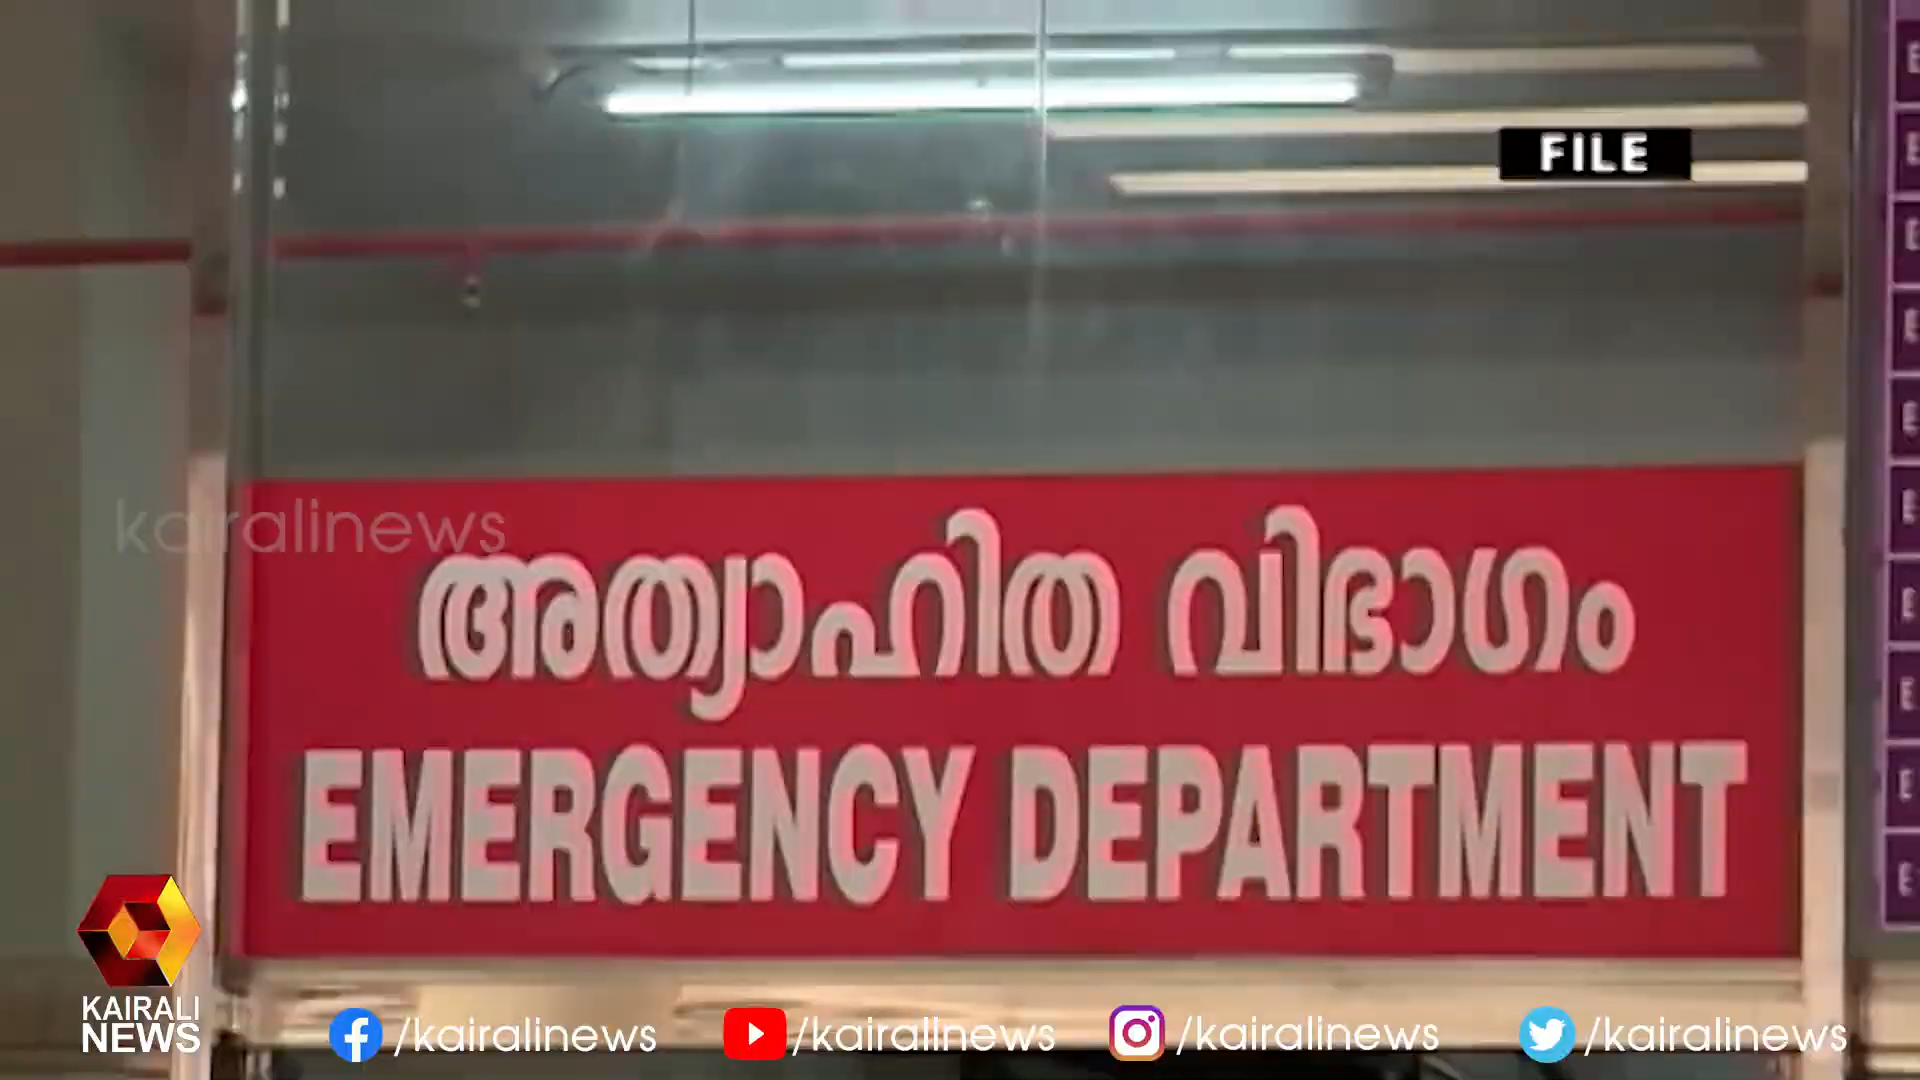 FILE
kairalinews
അത്യാഹിത വിഭാഗം
EMERGENCY DEPARTMENT
KAIRALI
NEWS
/kairalinews /kairalinews /kairalinews /kairalinews